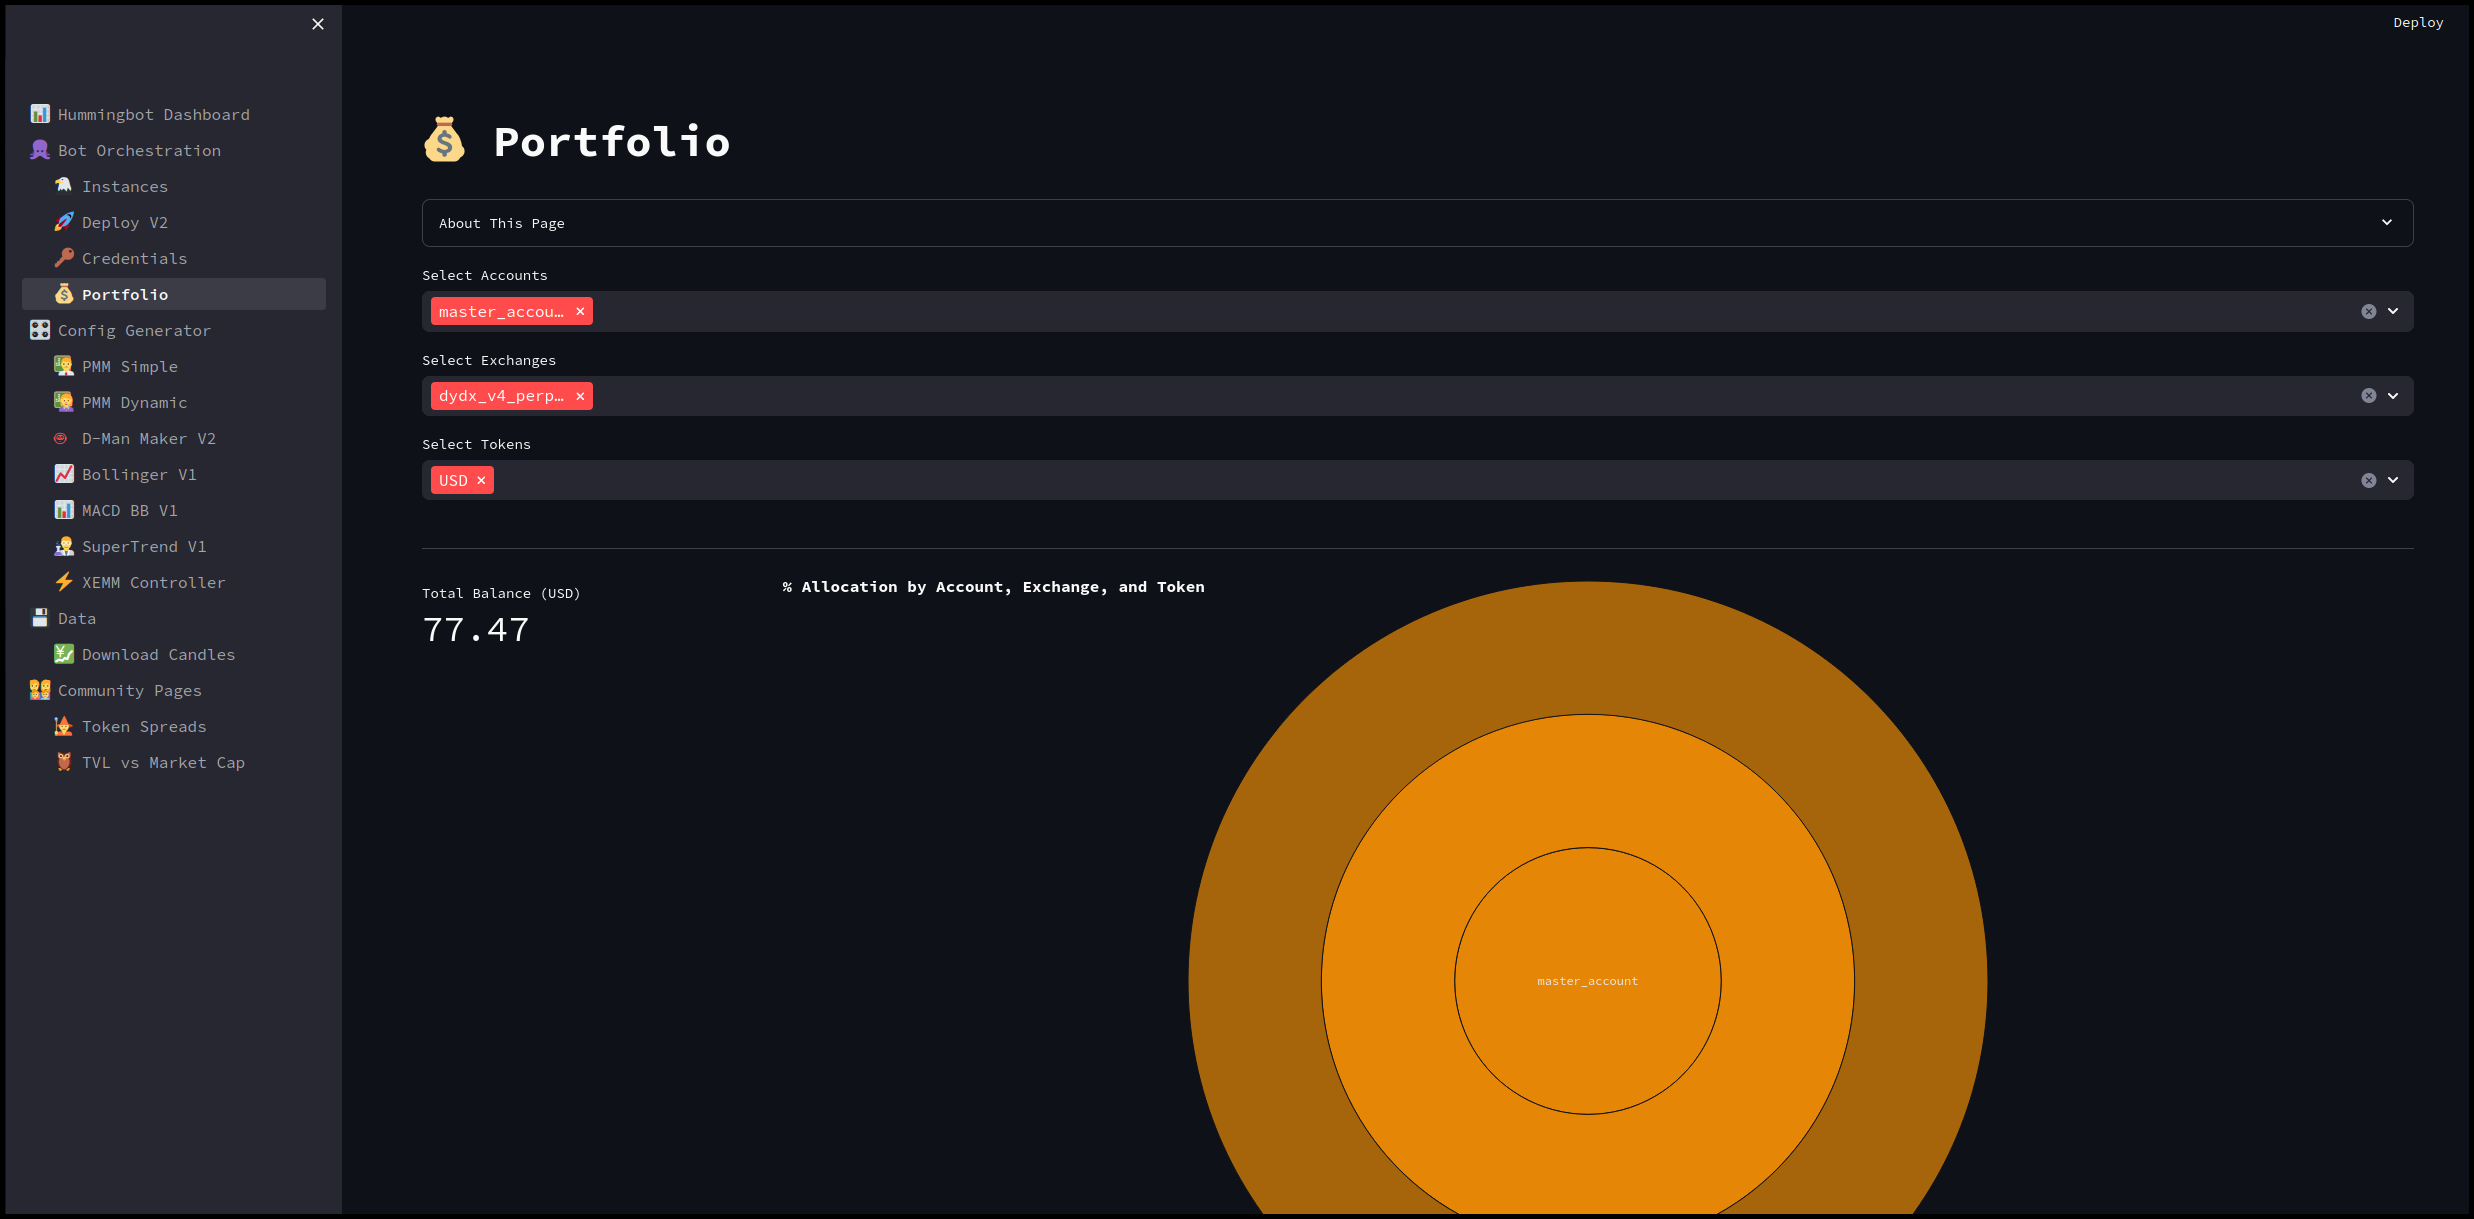 Deploy
Hummingbot Dashboard
Bot Orchestration
Instances
Deploy V2
Credentials
Portfolio
Config Generator
PMM Simple
PMM Dynamic
D-Man Maker V2
Bollinger V1
MACD BB V1
SuperTrend V1
XEMM Controller
Data
Download Candles
Community Pages
Token Spreads
TVL vs Market Cap
Portfolio
About This Page
Select Accounts
master_accou…
Select Exchanges
dydx_v4_perp…
Select Tokens
USD
Total Balance (USD)
77.47
% Allocation by Account, Exchange, and Token
master_account